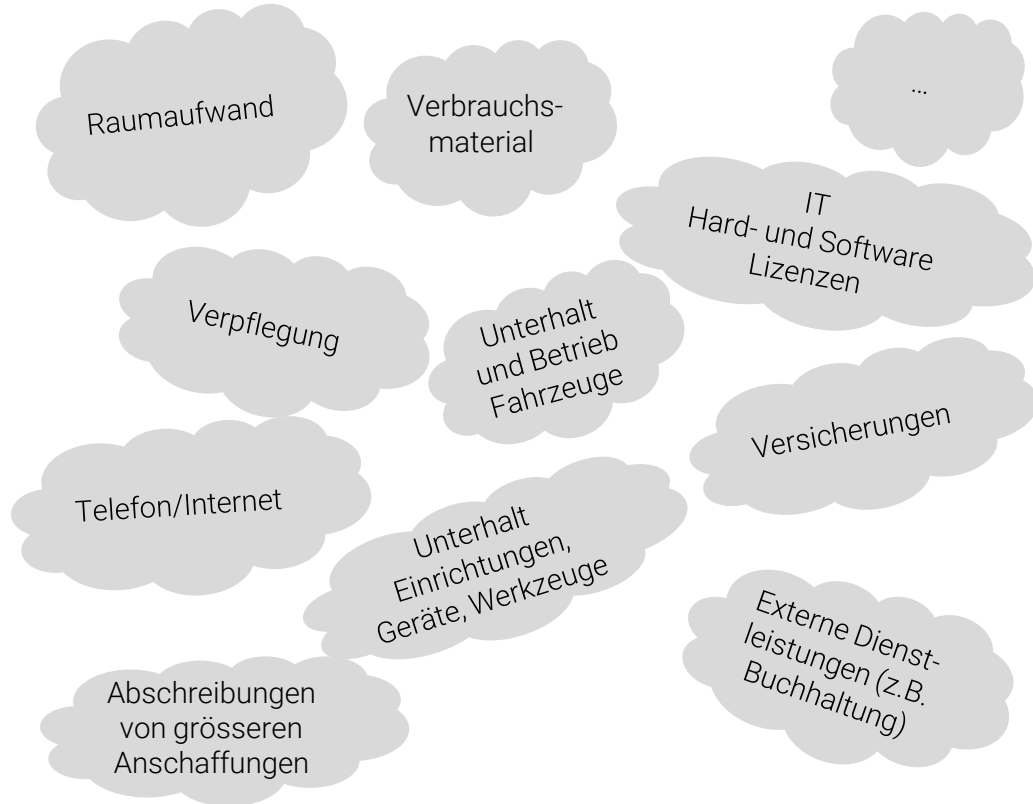 Raumaufwand
Verbrauchs-
material
...
IT
Hard- und Software
Lizenzen
Verpflegung
Unterhalt
und Betrieb
Fahrzeuge
Versicherungen
Telefon/Internet
Unterhalt
Einrichtungen,
Geräte, Werkzeuge
Externe Dienst-
leistungen (z.B.
Buchhaltung)
Abschreibungen
von grösseren
Anschaffungen